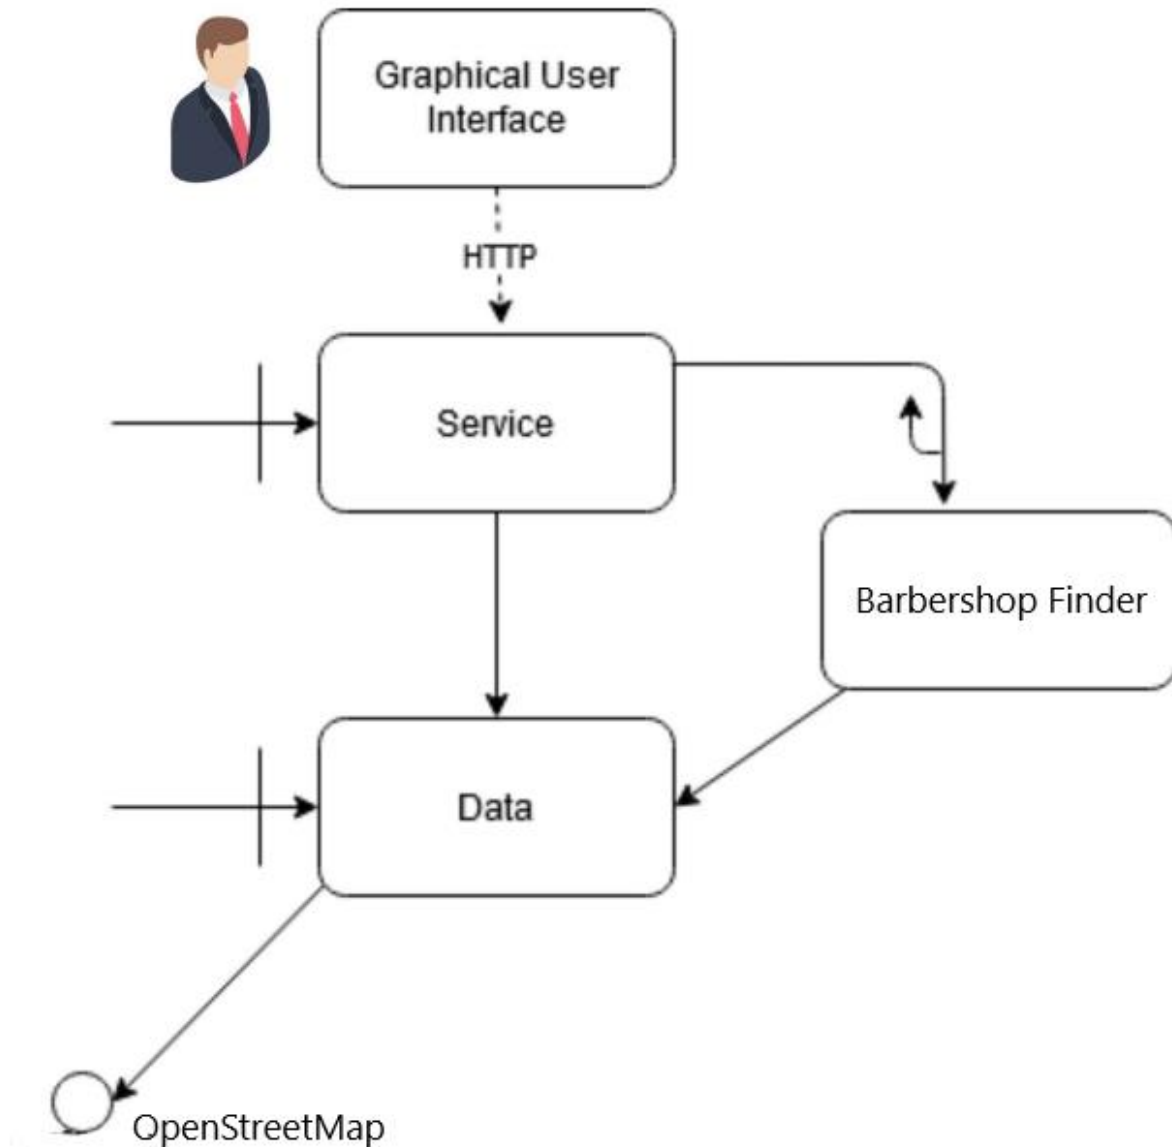 Graphical User
Interface
HTTP
Service
Barbershop Finder
Data
OpenStreetMap